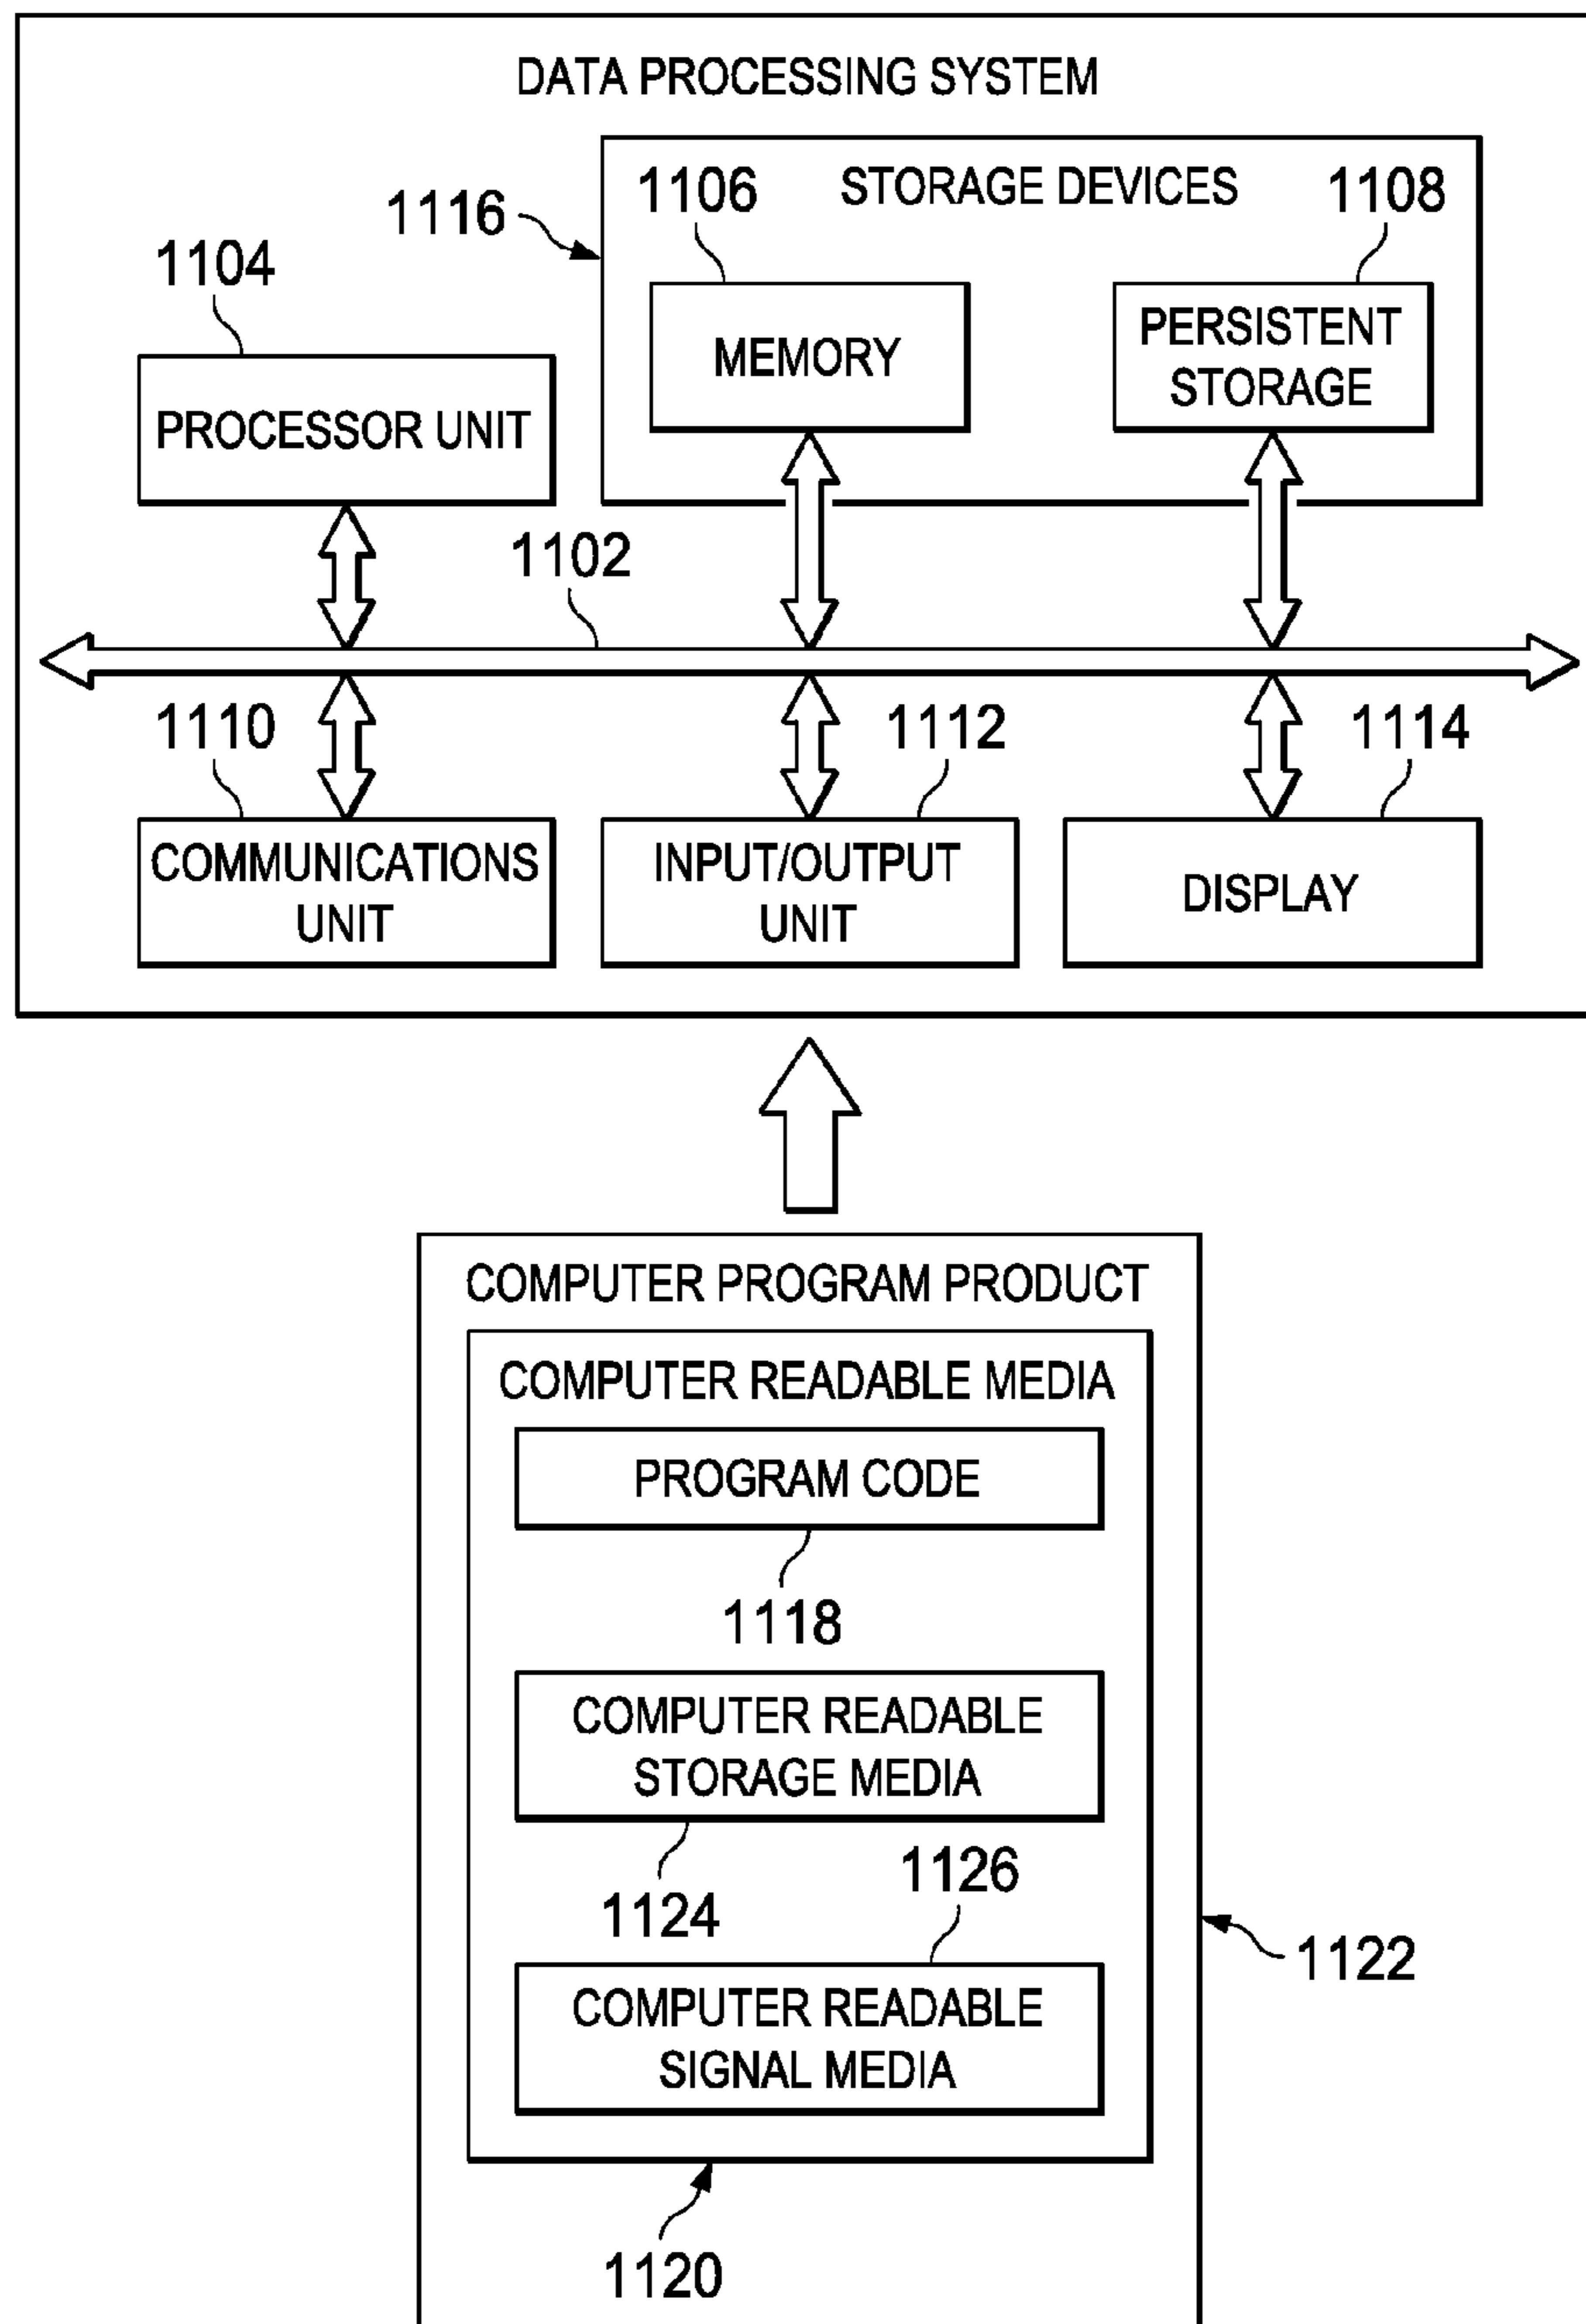 DATA PROCESSING SYSTEM
1116
1106
STORAGE DEVICES
1108
1104
MEMORY
PERSISTENT
STORAGE
PROCESSOR UNIT
1102
1110
1112
1114
COMMUNICATIONS
UNIT
INPUT/OUTPUT
UNIT
DISPLAY
COMPUTER PROGRAM PRODUCT
COMPUTER READABLE MEDIA
PROGRAM CODE
1118
COMPUTER READABLE
STORAGE MEDIA
1124
1126
COMPUTER READABLE
SIGNAL MEDIA
1122
1120